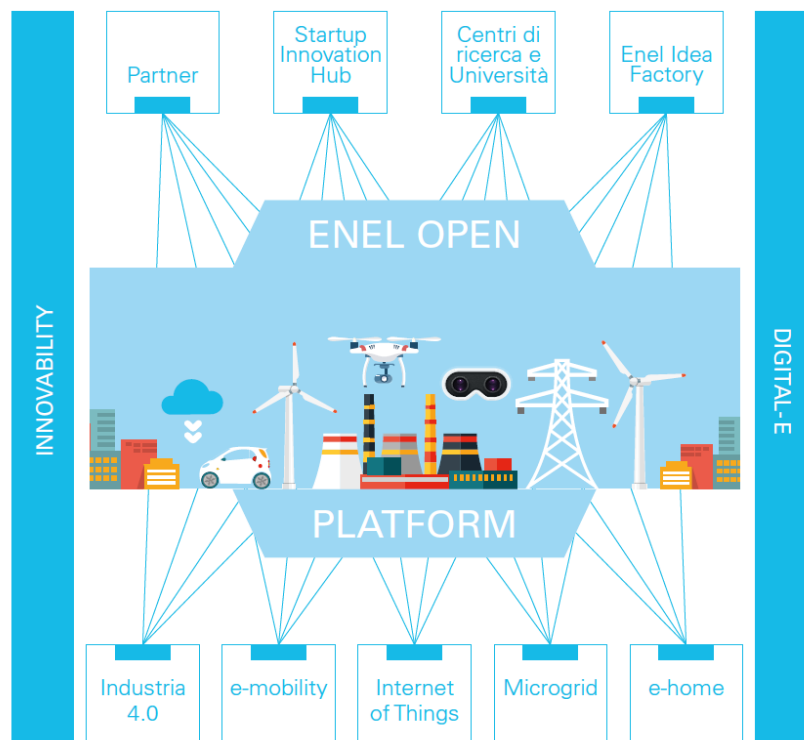 Partner
Startup
Innovation
Hub
Centri di
ricerca e
Università
Enel Idea
Factory
INNOVABILITY
ENEL OPEN
DIGITAL-E
PLATFORM
Industria
4.0
e-mobility
Internet
of Things
Microgrid
e-home